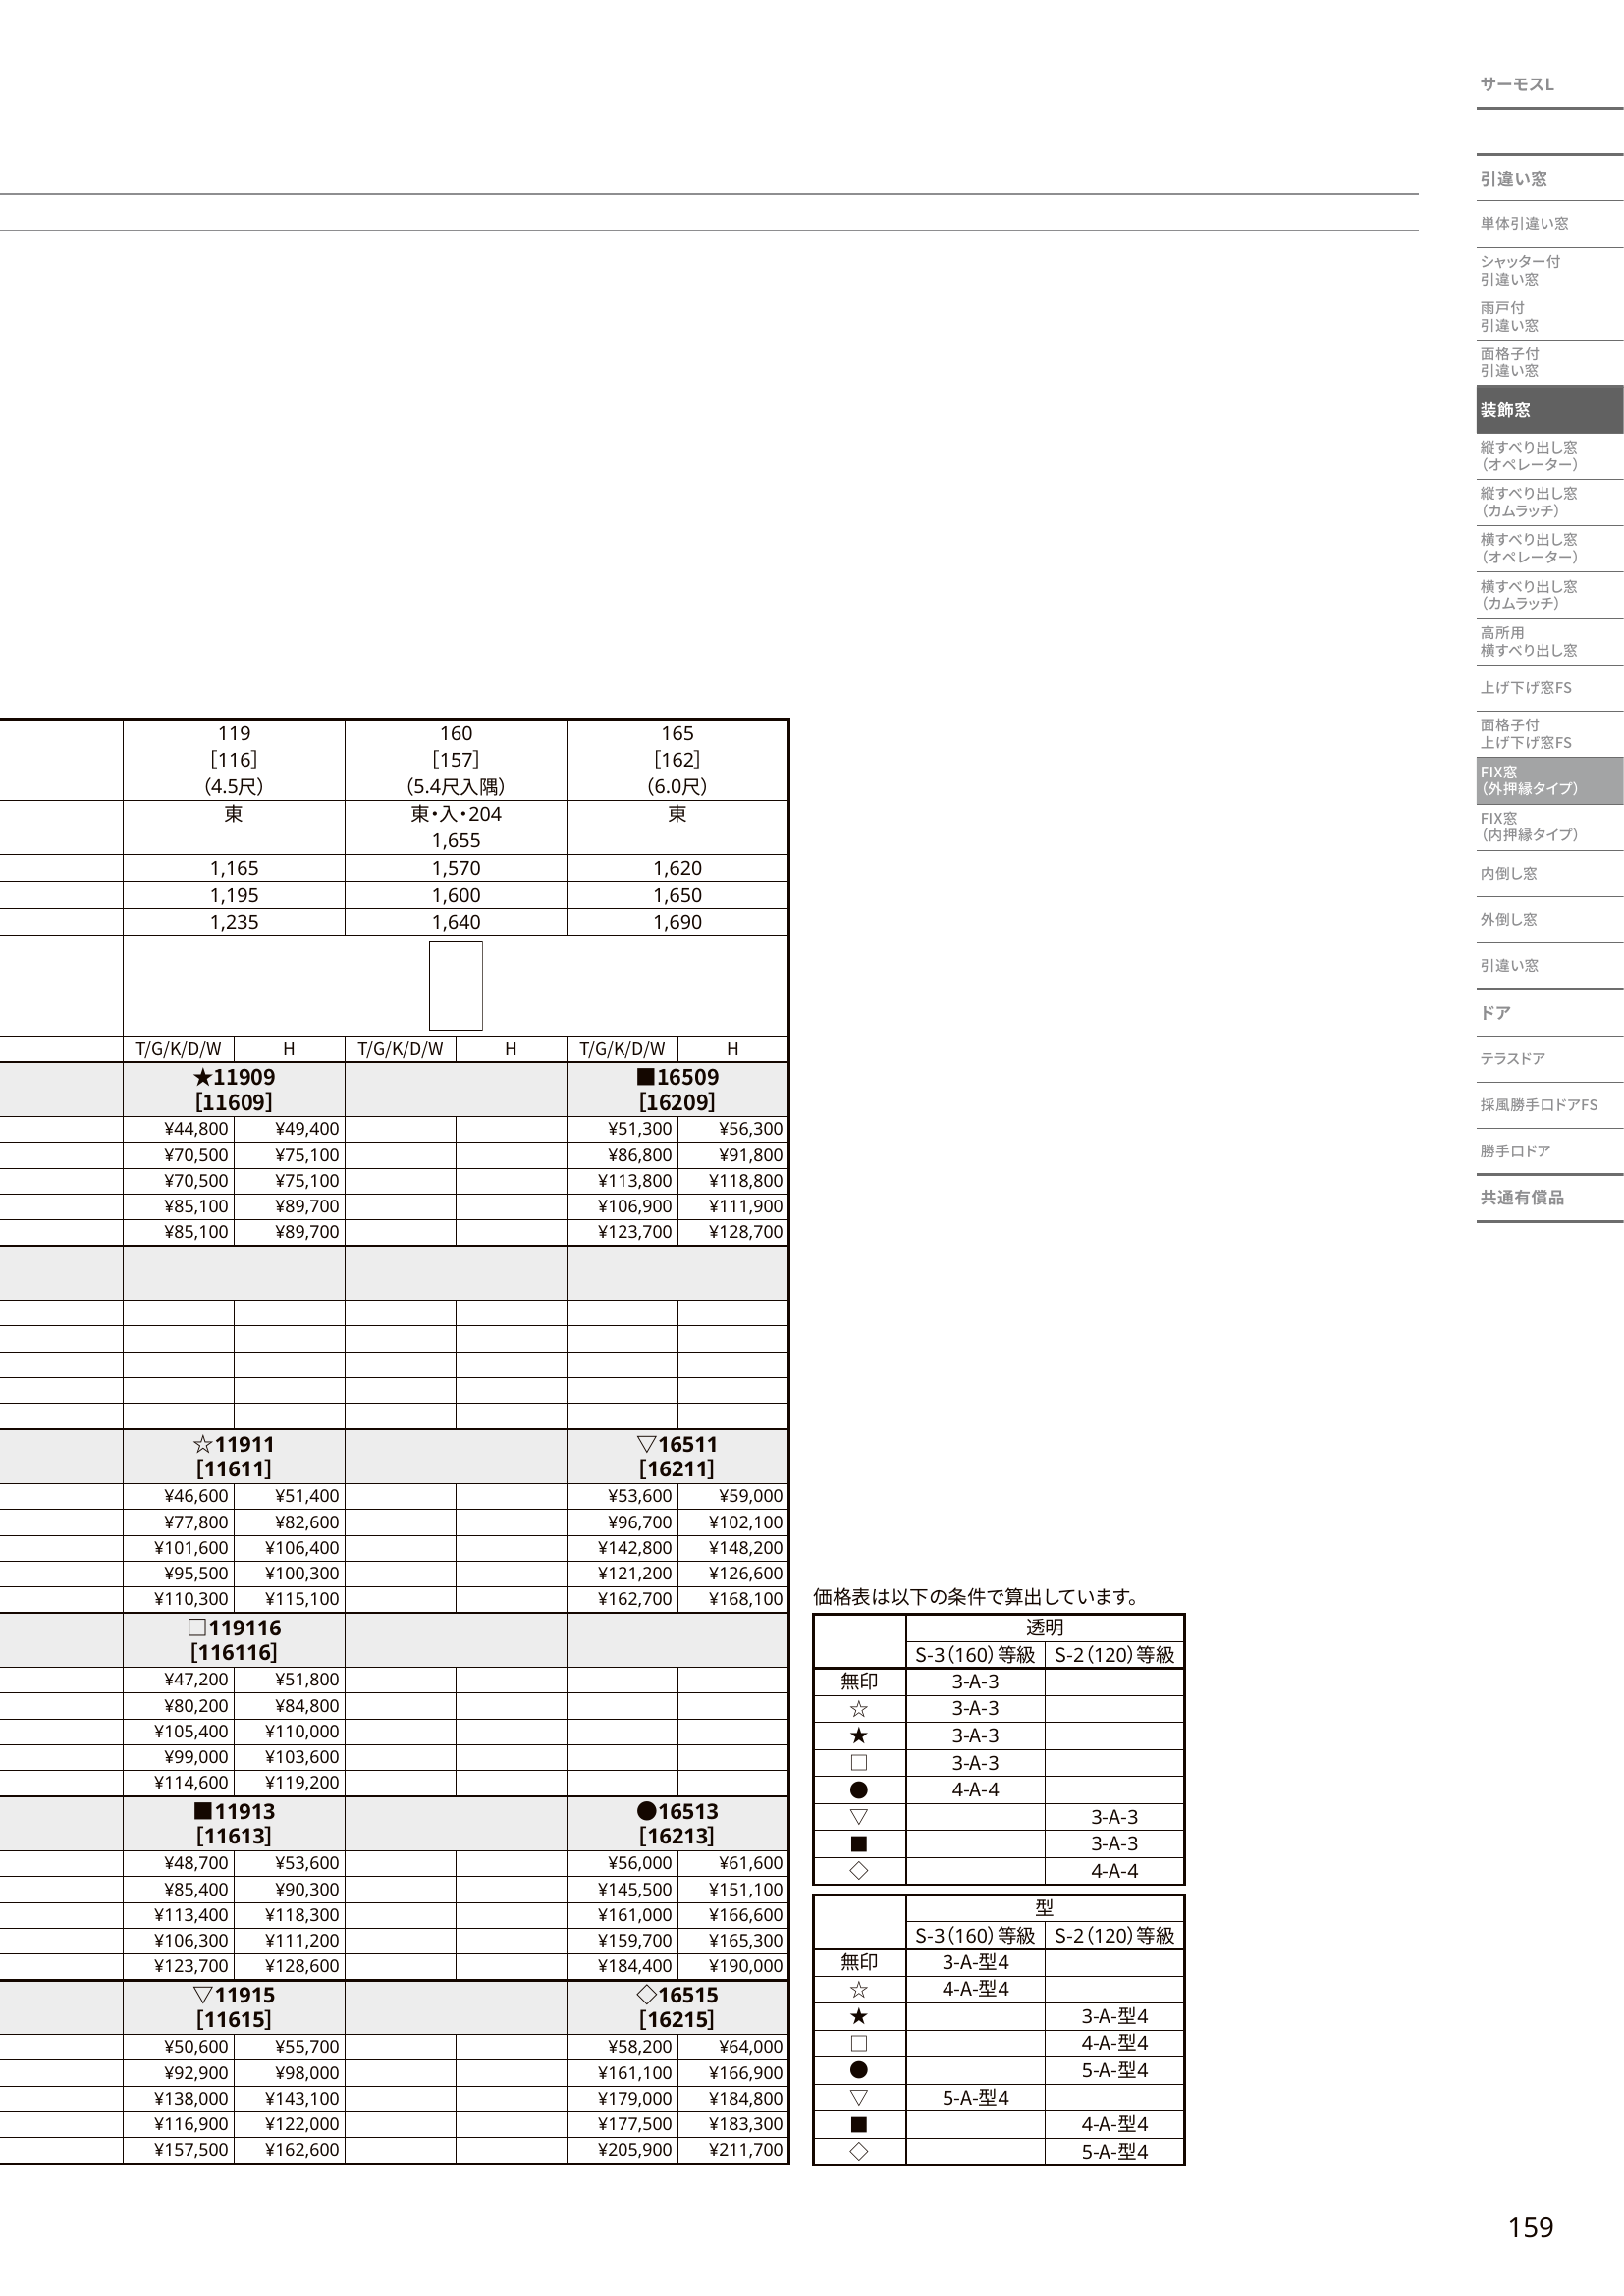 サーモスL
引違い窓
単体引違い窓
シャッター付
引違い窓
雨戸付
引違い窓
面格子付
引違い窓
装飾窓
縦すべり出し窓
（オペレーター）
縦すべり出し窓
（カムラッチ）
横すべり出し窓
（オペレーター）
横すべり出し窓
（カムラッチ）
高所用
横すべり出し窓
上げ下げ窓FS
面格子付
上げ下げ窓FS
FIX窓
（外押縁タイプ）
FIX窓
（内押縁タイプ）
内倒し窓
外倒し窓
引違い窓
ドア
テラスドア
採風勝手口ドアFS
勝手口ドア
共通有償品
119 160 165
［116］ ［157］ ［162］
（4.5尺） （5.4尺入隅） （6.0尺）
東 東・入・204 東
1,655
1,165 1,570 1,620
1,195 1,600 1,650
1,235 1,640 1,690
T/G/K/D/W H T/G/K/D/W H T/G/K/D/W H
★11909 ■16509
［11609］ ［16209］
¥44,800 ¥49,400 ¥51,300 ¥56,300
¥70,500 ¥75,100 ¥86,800 ¥91,800
¥70,500 ¥75,100 ¥113,800 ¥118,800
¥85,100 ¥89,700 ¥106,900 ¥111,900
¥85,100 ¥89,700 ¥123,700 ¥128,700
☆11911 ▽16511
［11611］ ［16211］
¥46,600 ¥51,400 ¥53,600 ¥59,000
¥77,800 ¥82,600 ¥96,700 ¥102,100
¥101,600 ¥106,400 ¥142,800 ¥148,200
¥95,500 ¥100,300 ¥121,200 ¥126,600
¥110,300 ¥115,100 ¥162,700 ¥168,100
□119116
［116116］
¥47,200 ¥51,800
¥80,200 ¥84,800
¥105,400 ¥110,000
¥99,000 ¥103,600
¥114,600 ¥119,200
■11913 ●16513
［11613］ ［16213］
¥48,700 ¥53,600 ¥56,000 ¥61,600
¥85,400 ¥90,300 ¥145,500 ¥151,100
¥113,400 ¥118,300 ¥161,000 ¥166,600
¥106,300 ¥111,200 ¥159,700 ¥165,300
¥123,700 ¥128,600 ¥184,400 ¥190,000
▽11915 ◇16515
［11615］ ［16215］
¥50,600 ¥55,700 ¥58,200 ¥64,000
¥92,900 ¥98,000 ¥161,100 ¥166,900
¥138,000 ¥143,100 ¥179,000 ¥184,800
¥116,900 ¥122,000 ¥177,500 ¥183,300
¥157,500 ¥162,600 ¥205,900 ¥211,700
価格表は以下の条件で算出しています。
透明
S-3（160）等級 S-2（120）等級
無印 3-A-3
☆ 3-A-3
★ 3-A-3
□ 3-A-3
● 4-A-4
▽ 3-A-3
■ 3-A-3
◇ 4-A-4
型
S-3（160）等級 S-2（120）等級
無印 3-A-型4
☆ 4-A-型4
★ 3-A-型4
□ 4-A-型4
● 5-A-型4
▽ 5-A-型4
■ 4-A-型4
◇ 5-A-型4
159